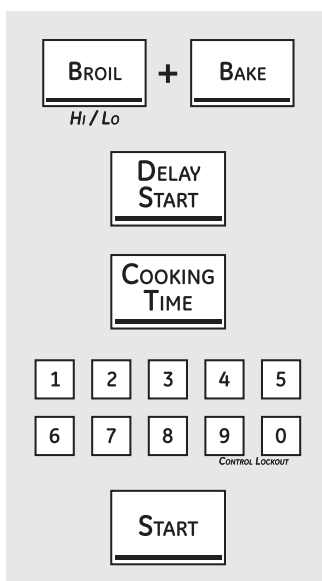 BROIL + BAKE
HI / LO
DELAY
START
COOKING
TIME
1 2 3 4 5
6 7 8 9 0
CONTROL LOCKOUT
START